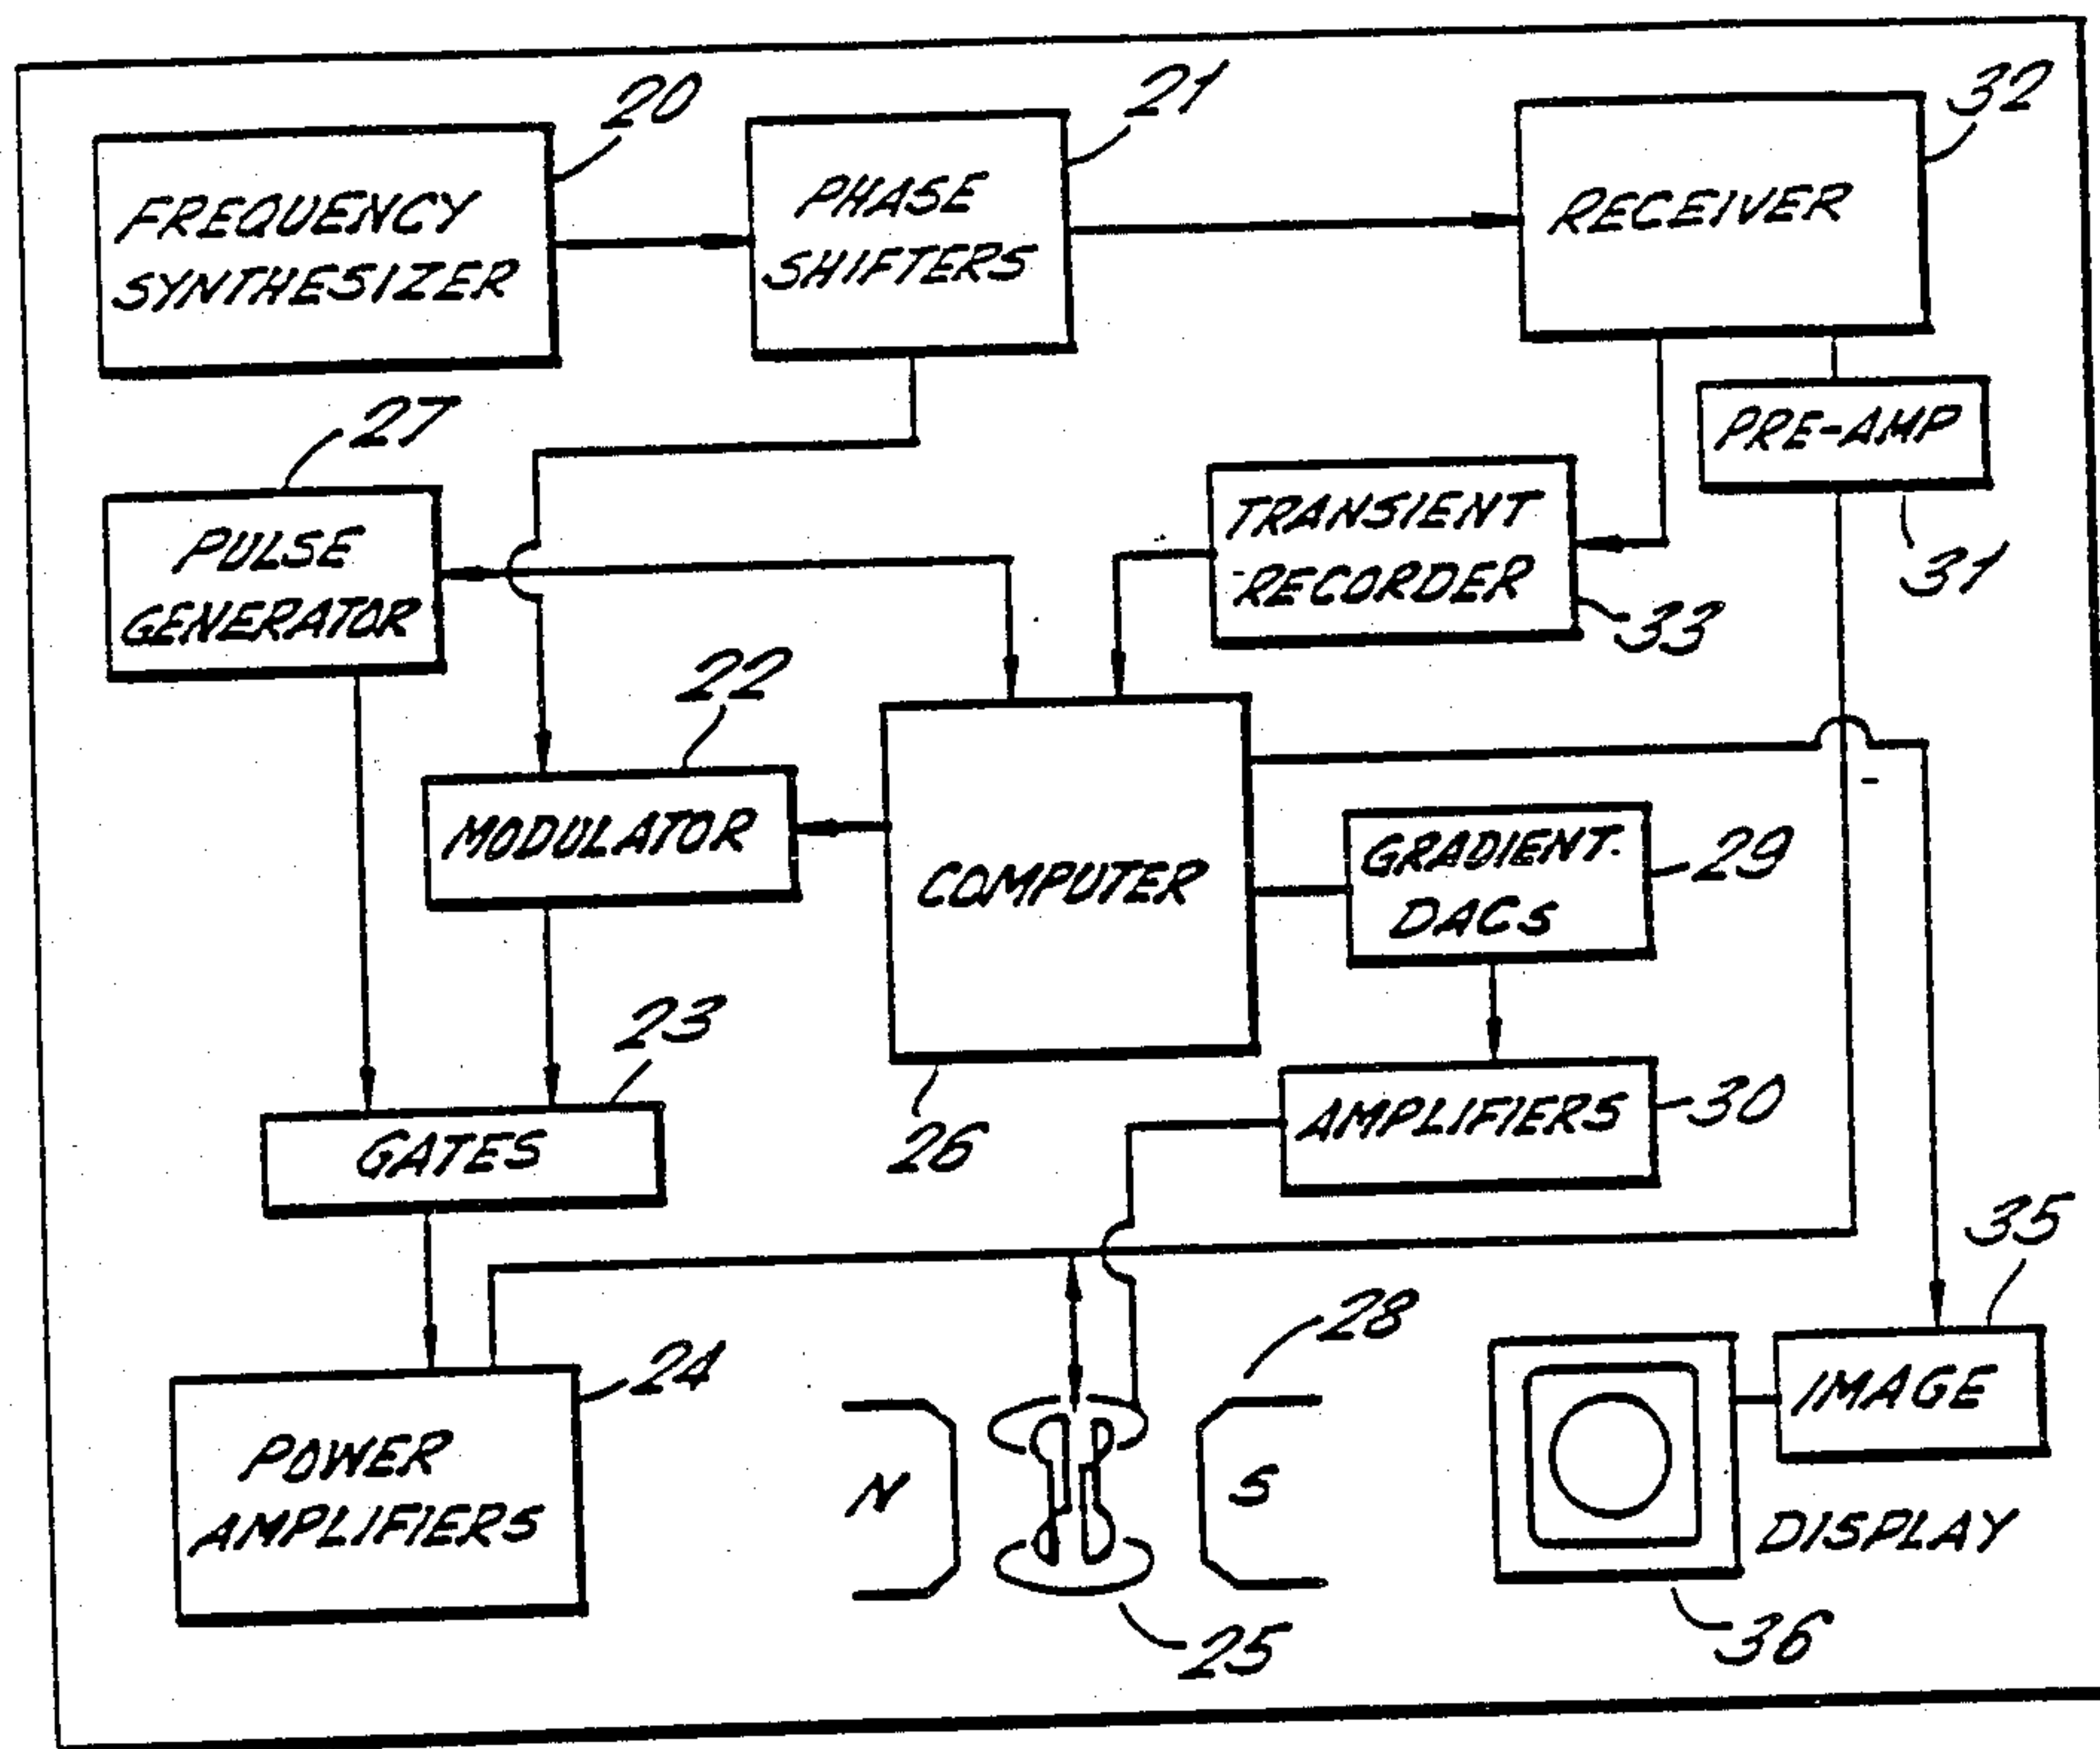 20
21
32
FREQUENCY
SYNTHESIZER
PHASE
SHIFTERS
RECEIVER
27
PRE-AMP
31
PULSE
GENERATOR
TRANSIENT
-RECORDER
33
22
MODULATOR
COMPUTER
GRADIENT.
DACS
29
23
26
AMPLIFIERS
30
GATES
35
28
24
POWER
AMPLIFIERS
N
S
IMAGE
DISPLAY
25
36